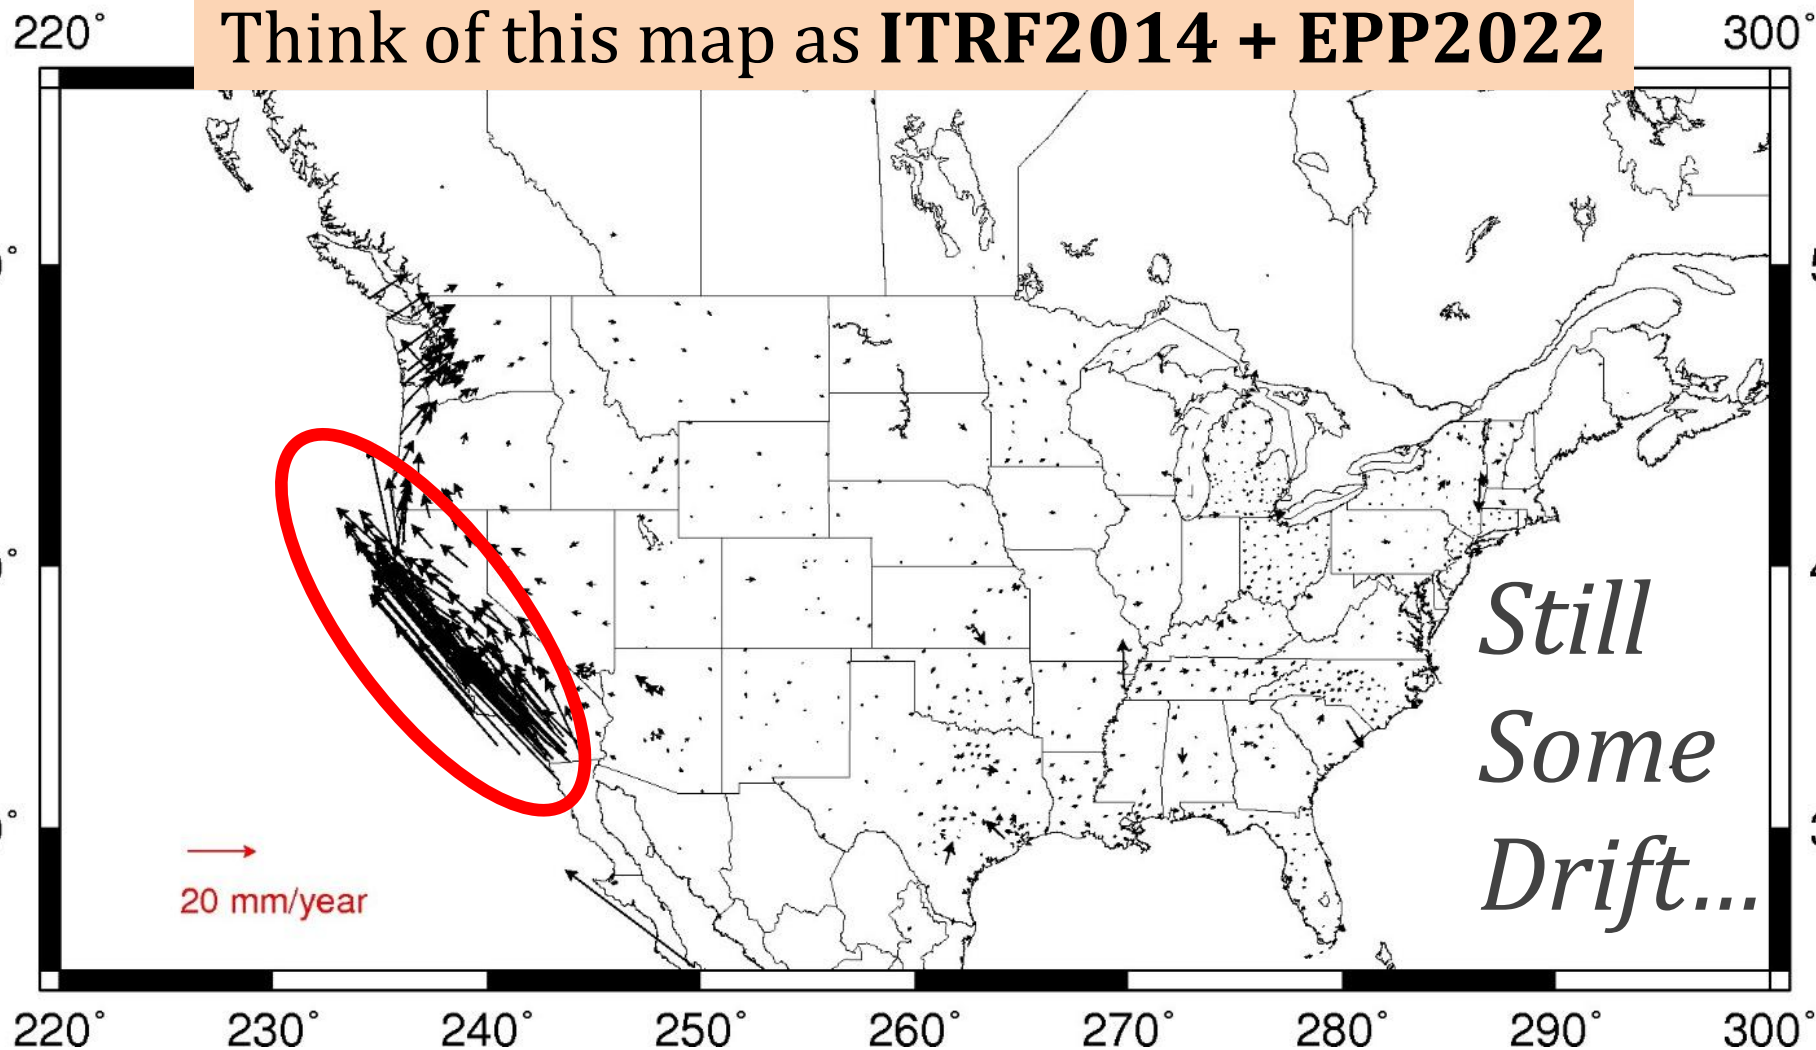 Think of this map as ITRF2014 + EPP2022
220°
300°
Still
Some
Drift...
20 mm/year
220° 230° 240° 250° 260° 270° 280° 290° 300°